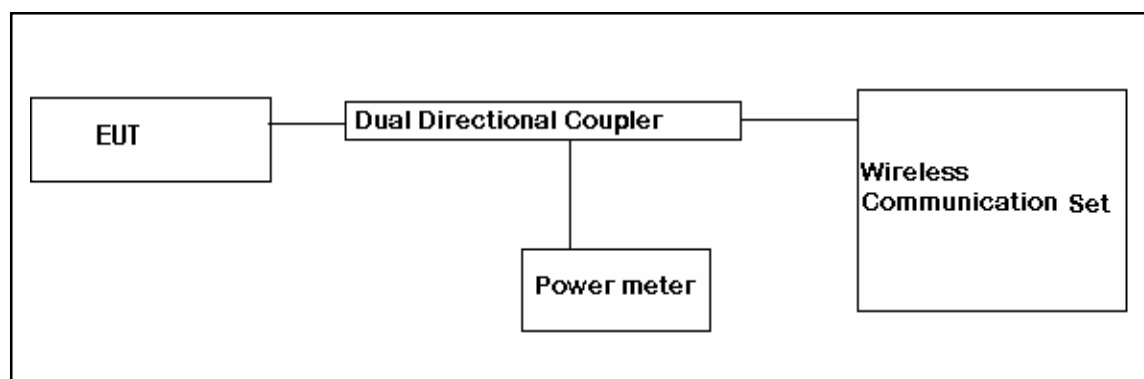 EUT
Dual Directional Coupler
Wireless
Communication Set
Power meter